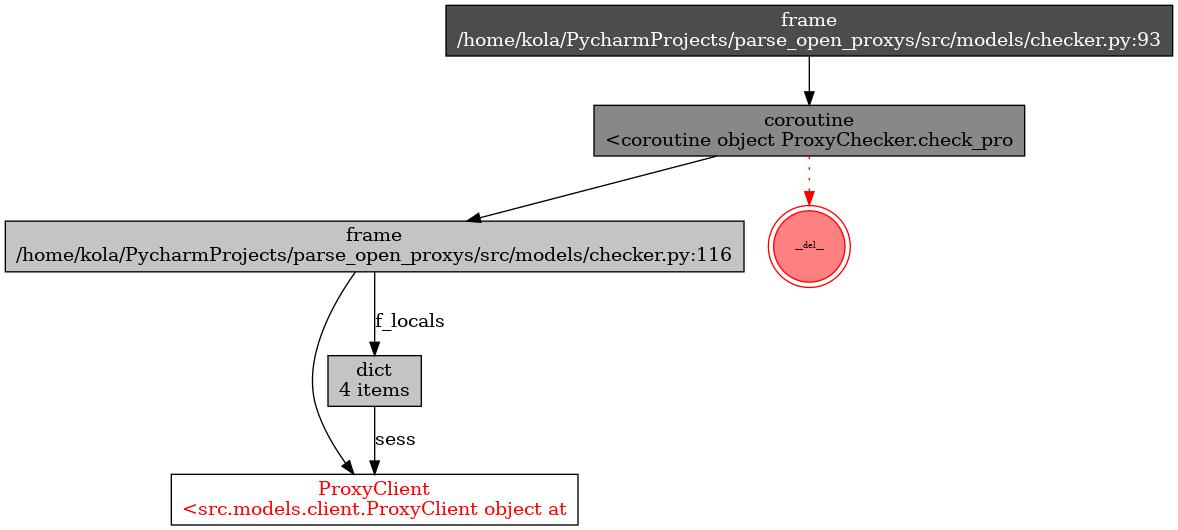 frame
/home/kola/PycharmProjects/parse_open_proxys/src/models/checker.py:93
coroutine
<coroutine object ProxyChecker.check_pro
frame
/home/kola/PycharmProjects/parse_open_proxys/src/models/checker.py:116
__del__
f_locals
dict
4 items
sess
ProxyClient
<src.models.client.ProxyClient object at